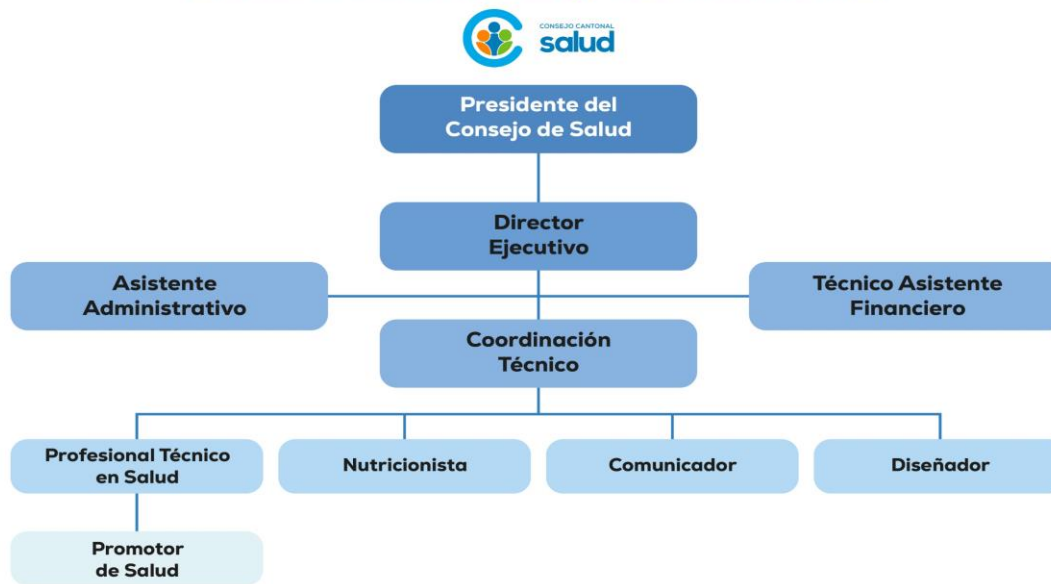 CONSEJO CANTONAL
salud
Presidente del
Consejo de Salud
Director
Ejecutivo
Asistente
Administrativo
Técnico Asistente
Financiero
Coordinación
Técnico
Profesional Técnico
en Salud
Nutricionista
Comunicador
Diseñador
Promotor
de Salud